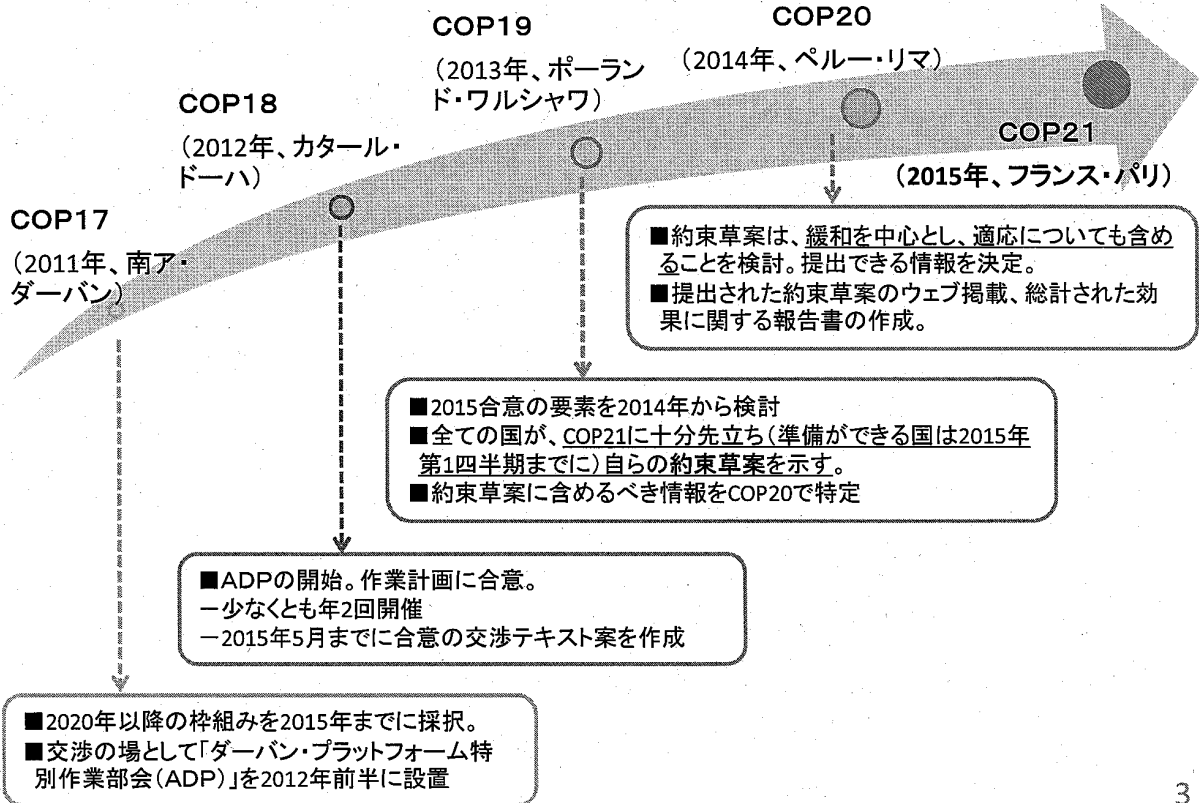 COP17
（2011年、南ア・
ダーバン）
COP18
（2012年、カタール・
ドーハ）
COP19
（2013年、ポーラン
ド・ワルシャワ）
COP20
（2014年、ペルー・リマ）
COP21
（2015年、フランス・パリ）
■約束草案は、緩和を中心とし、適応についても含め
ることを検討。提出できる情報を決定。
■提出された約束草案のウェブ掲載、総計された効
果に関する報告書の作成。
■2015合意の要素を2014年から検討
■全ての国が、COP21に十分先立ち（準備ができる国は2015年
第1四半期までに）自らの約束草案を示す。
■約束草案に含めるべき情報をCOP20で特定
■ADPの開始。作業計画に合意。
－少なくとも年2回開催
－2015年5月までに合意の交渉テキスト案を作成
■2020年以降の枠組みを2015年までに採択。
■交渉の場として「ダーバン・プラットフォーム特
別作業部会（ADP）」を2012年前半に設置
3